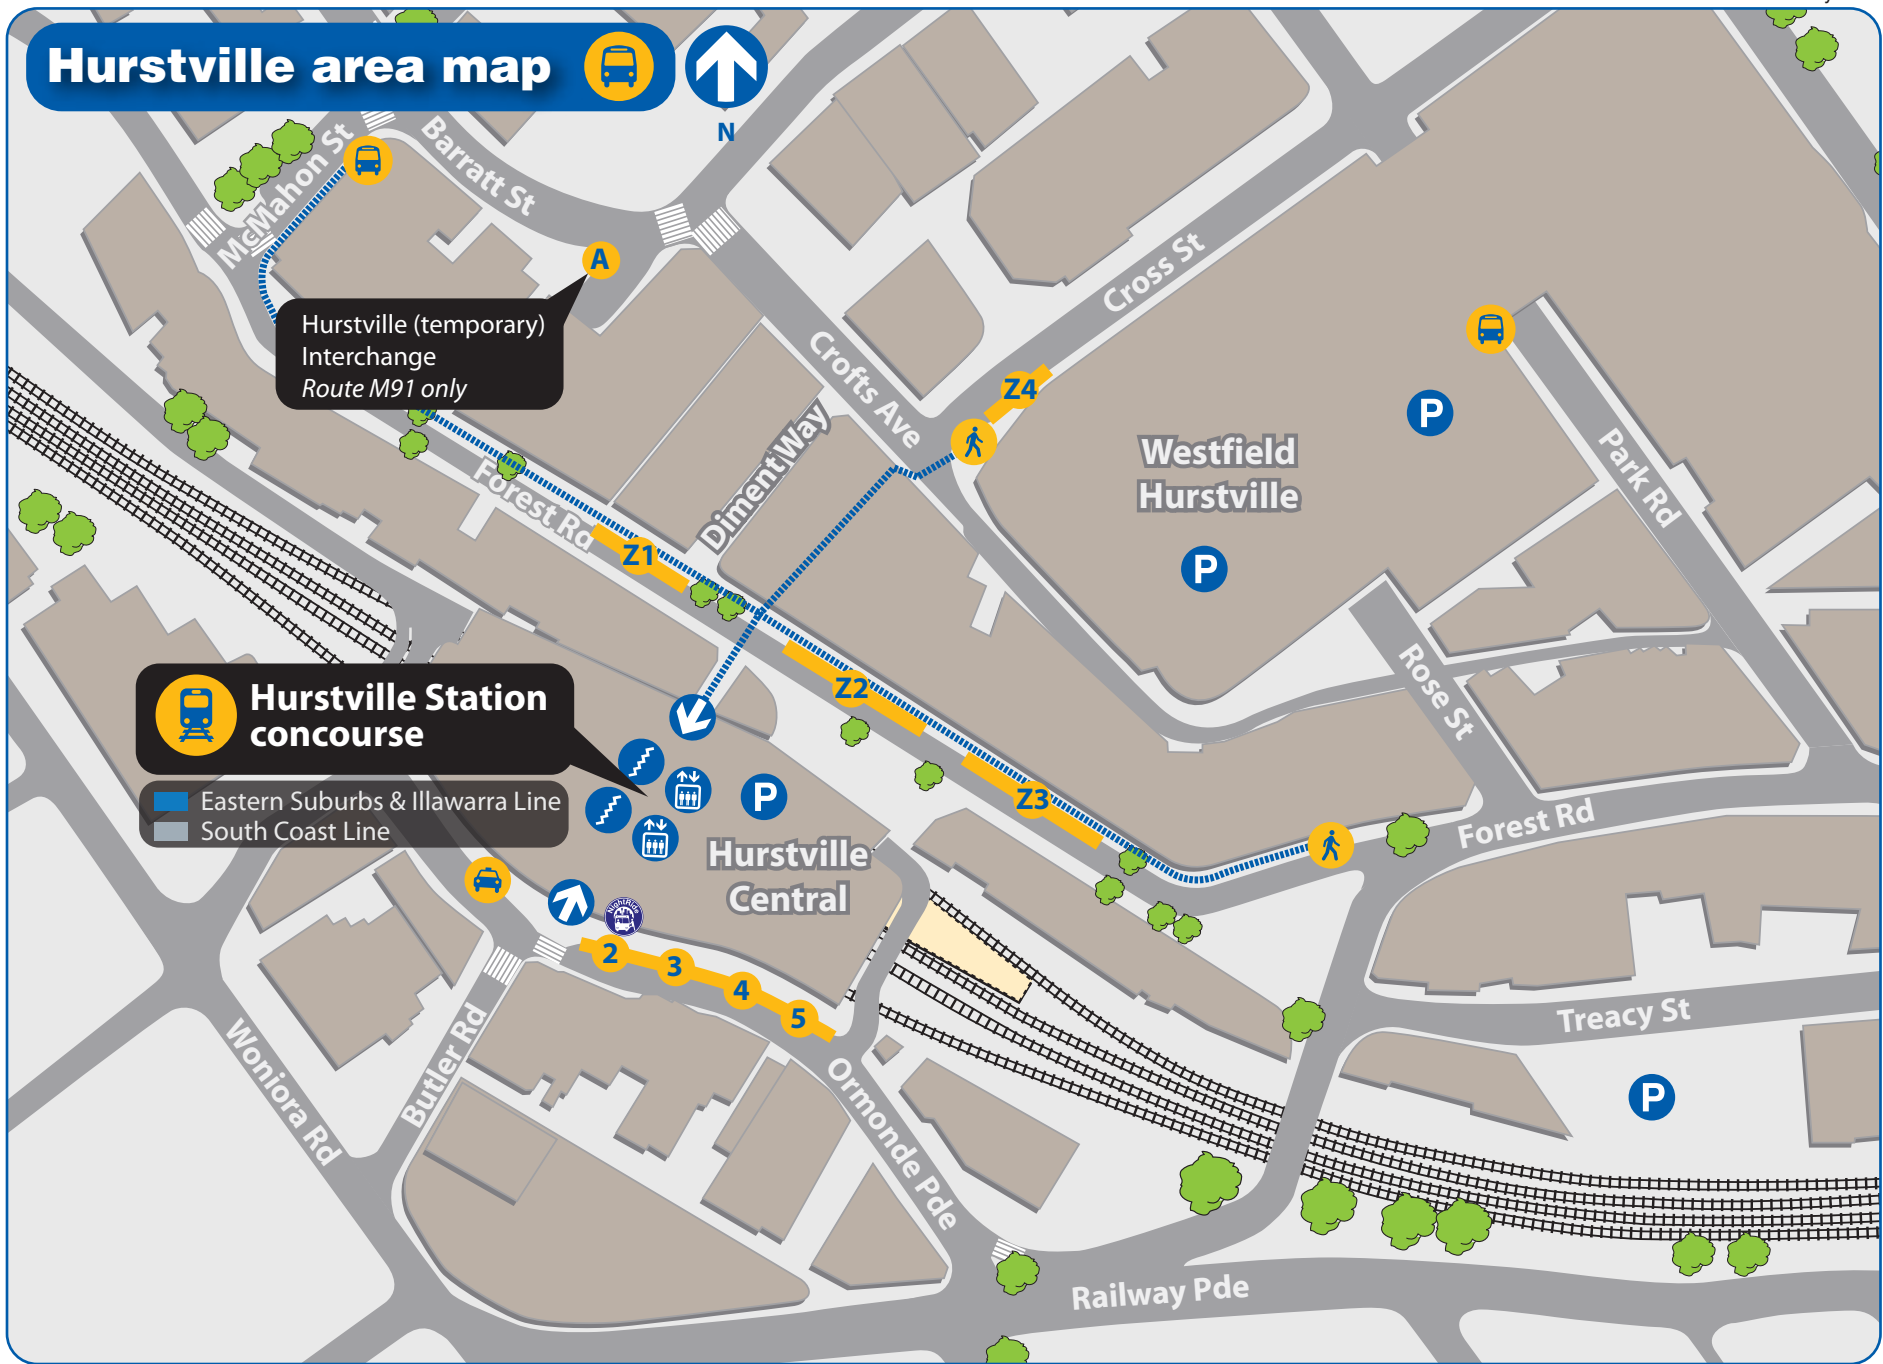 Hurstville area map
N
McMahon St
Barratt St
A
Hurstville (temporary)
Interchange
Route M91 only
Cross St
Crofts Ave
Z4
Westfield
Hurstville
P
P
Park Rd
Diment Way
Forest Rd
Z1
Z2
Z3
Rose St
Forest Rd
Hurstville Station
concourse
Eastern Suburbs & Illawarra Line
South Coast Line
P
Hurstville
Central
NightRide
2
3
4
5
Treacy St
P
Woniora Rd
Butler Rd
Ormonde Pde
Railway Pde